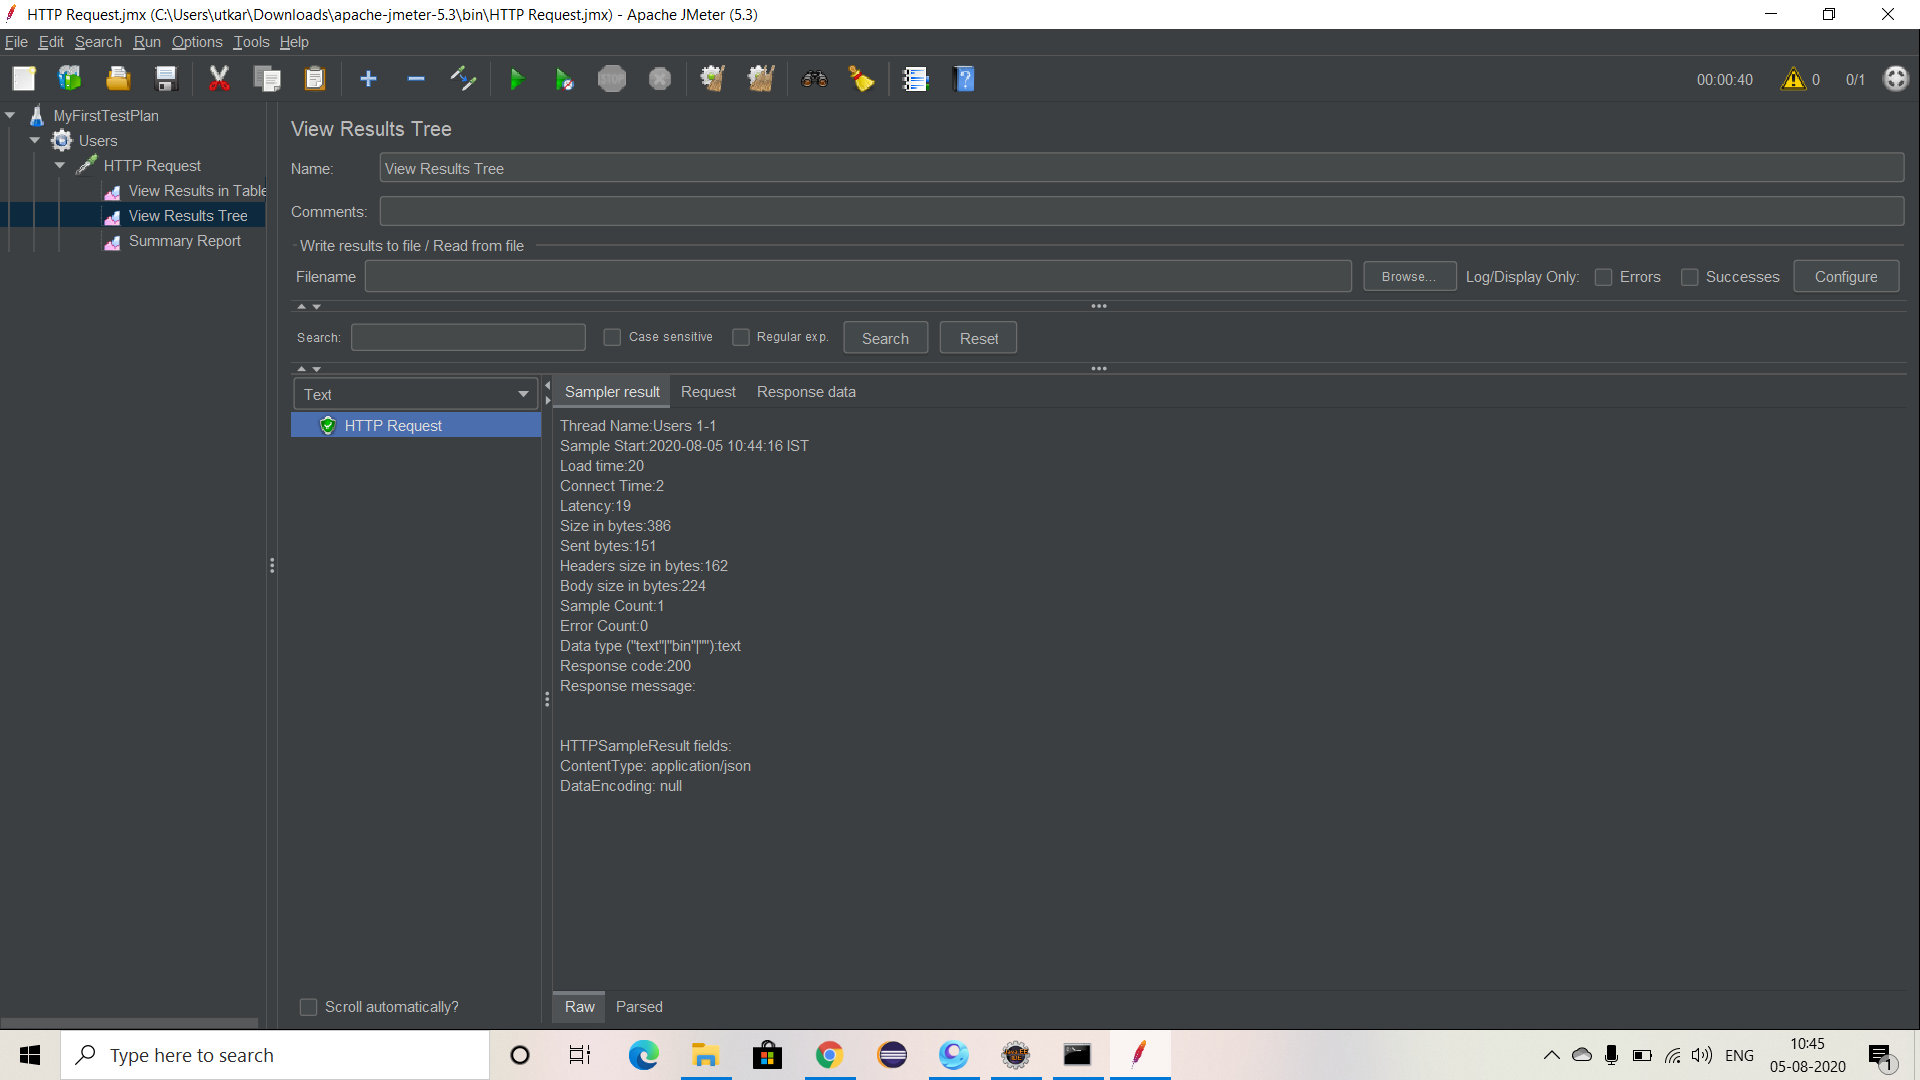 HTTP Request.jmx (C:\Users\utkar\Downloads\apache-jmeter-5.3\bin\HTTP Request.jmx) - Apache JMeter (5.3)
File Edit Search Run Options Tools Help
STOP
00:00:40 0 0/1
MyFirstTestPlan
Users
HTTP Request
View Results in Table
View Results Tree
Summary Report
View Results Tree
Name: View Results Tree
Comments:
Write results to file / Read from file
Filename Browse... Log/Display Only: Errors Successes Configure
Search: Case sensitive Regular exp. Search Reset
Text
HTTP Request
Scroll automatically?
Sampler result Request Response data
Thread Name:Users 1-1
Sample Start:2020-08-05 10:44:16 IST
Load time:20
Connect Time:2
Latency:19
Size in bytes:386
Sent bytes:151
Headers size in bytes:162
Body size in bytes:224
Sample Count:1
Error Count:0
Data type ("text"|"bin"|""):text
Response code:200
Response message:
HTTPSampleResult fields:
ContentType: application/json
DataEncoding: null
Raw Parsed
Type here to search
ENG
10:45
05-08-2020
1